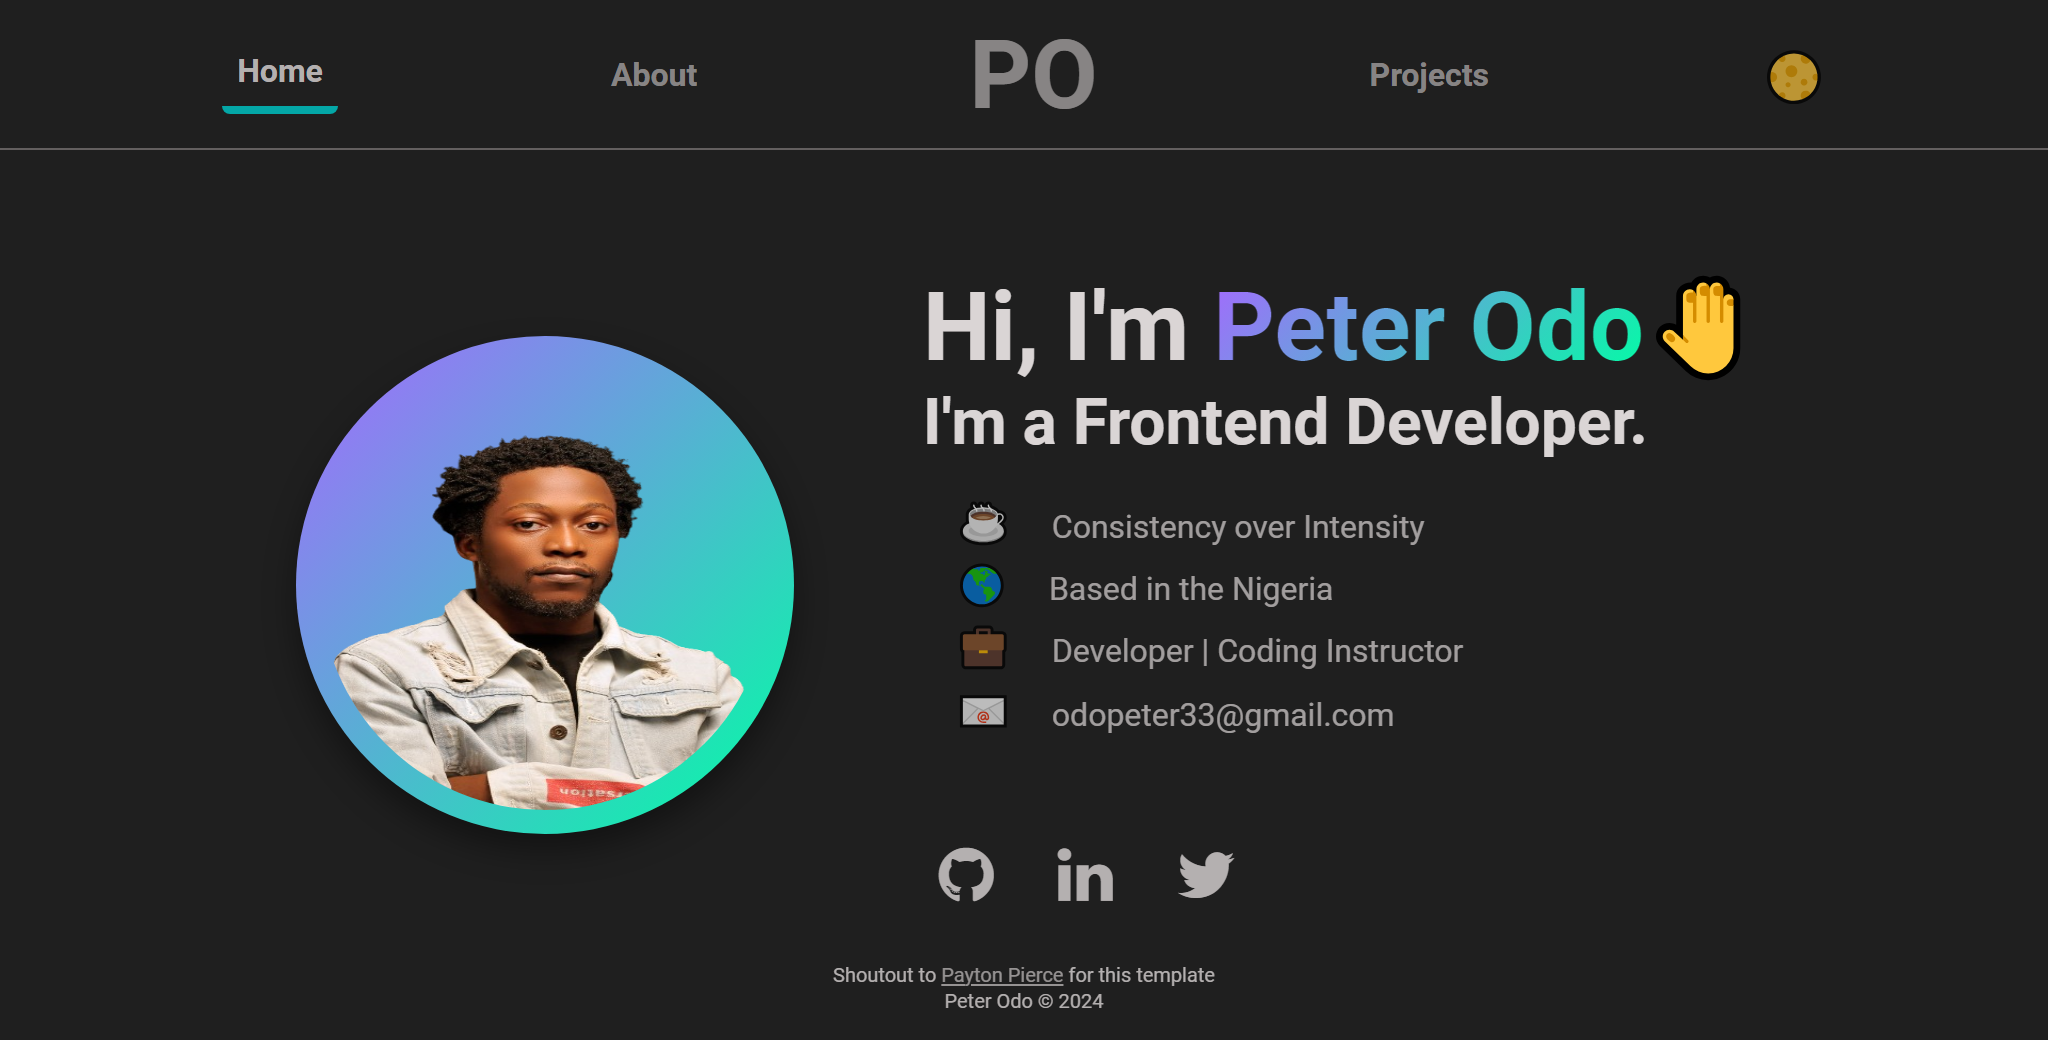 Home
About
PO
Projects
Hi, I'm Peter Odo
I'm a Frontend Developer.
Consistency over Intensity
Based in the Nigeria
Developer | Coding Instructor
@
odopeter33@gmail.com
in
Shoutout to Payton Pierce for this template
Peter Odo © 2024